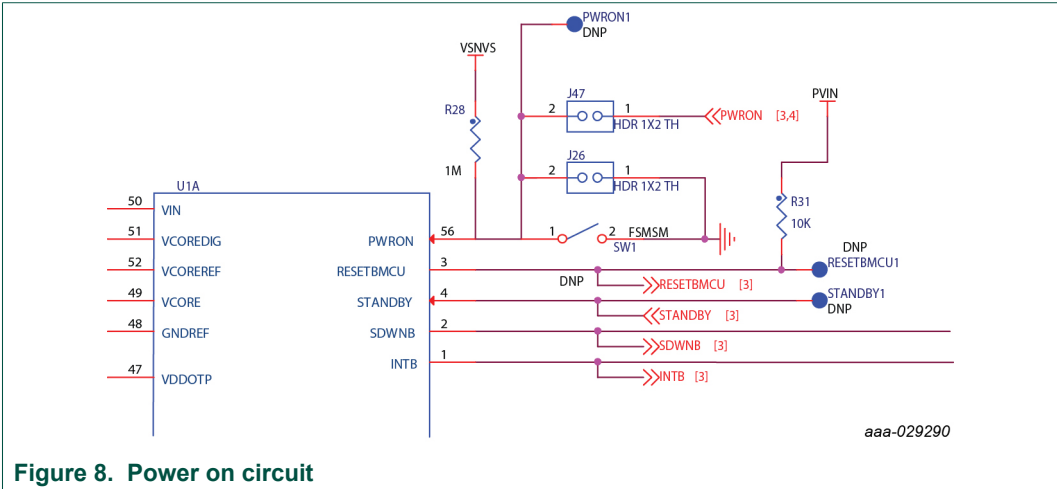 PWRON1
DNP
VSNVS
J47
PVIN
R28
2 1
PWRON [3,4]
HDR 1X2 TH
J26
1M
2 1
HDR 1X2 TH
U1A
R31
50 VIN
10K
51 VCOREDIG
PWRON 56
1 2 FSMSM
SW1
DNP
52 VCOREREF
RESETBMCU 3
RESETBMCU1
DNP
RESETBMCU [3]
49 VCORE
STANDBY 4
STANDBY1
DNP
STANDBY [3]
48 GNDREF
SDWNB 2
SDWNB [3]
INTB 1
47 VDDOTP
INTB [3]
aaa-029290
Figure 8. Power on circuit